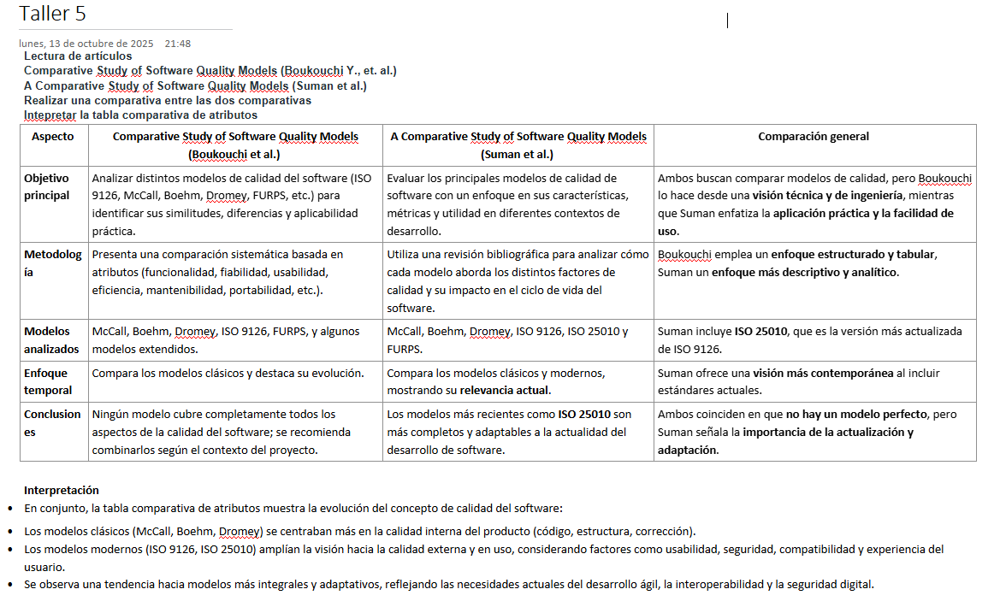 Taller 5
lunes, 13 de octubre de 2025 21:48
Lectura de artículos
Comparative Study of Software Quality Models (Boukouchi Y., et. al.)
A Comparative Study of Software Quality Models (Suman et al.)
Realizar una comparativa entre las dos comparativas
Intepretar la tabla comparativa de atributos
Aspecto
Comparative Study of Software Quality Models
(Boukouchi et al.)
A Comparative Study of Software Quality Models
(Suman et al.)
Comparación general
Objetivo
principal
Analizar distintos modelos de calidad del software (ISO
9126, McCall, Boehm, Dromey, FURPS, etc.) para
identificar sus similitudes, diferencias y aplicabilidad
práctica.
Evaluar los principales modelos de calidad de
software con un enfoque en sus características,
métricas y utilidad en diferentes contextos de
desarrollo.
Ambos buscan comparar modelos de calidad, pero Boukouchi
lo hace desde una visión técnica y de ingeniería, mientras
que Suman enfatiza la aplicación práctica y la facilidad de
uso.
Metodolog
ía
Presenta una comparación sistemática basada en
atributos (funcionalidad, fiabilidad, usabilidad,
eficiencia, mantenibilidad, portabilidad, etc.).
Utiliza una revisión bibliográfica para analizar cómo
cada modelo aborda los distintos factores de
calidad y su impacto en el ciclo de vida del
software.
Boukouchi emplea un enfoque estructurado y tabular,
Suman un enfoque más descriptivo y analítico.
Modelos
analizados
McCall, Boehm, Dromey, ISO 9126, FURPS, y algunos
modelos extendidos.
McCall, Boehm, Dromey, ISO 9126, ISO 25010 y
FURPS.
Suman incluye ISO 25010, que es la versión más actualizada
de ISO 9126.
Enfoque
temporal
Compara los modelos clásicos y destaca su evolución.
Compara los modelos clásicos y modernos,
mostrando su relevancia actual.
Suman ofrece una visión más contemporánea al incluir
estándares actuales.
Conclusion
es
Ningún modelo cubre completamente todos los
aspectos de la calidad del software; se recomienda
combinarlos según el contexto del proyecto.
Los modelos más recientes como ISO 25010 son
más completos y adaptables a la actualidad del
desarrollo de software.
Ambos coinciden en que no hay un modelo perfecto, pero
Suman señala la importancia de la actualización y
adaptación.
Interpretación
• En conjunto, la tabla comparativa de atributos muestra la evolución del concepto de calidad del software:
• Los modelos clásicos (McCall, Boehm, Dromey) se centraban más en la calidad interna del producto (código, estructura, corrección).
• Los modelos modernos (ISO 9126, ISO 25010) amplían la visión hacia la calidad externa y en uso, considerando factores como usabilidad, seguridad, compatibilidad y experiencia del
usuario.
• Se observa una tendencia hacia modelos más integrales y adaptativos, reflejando las necesidades actuales del desarrollo ágil, la interoperabilidad y la seguridad digital.